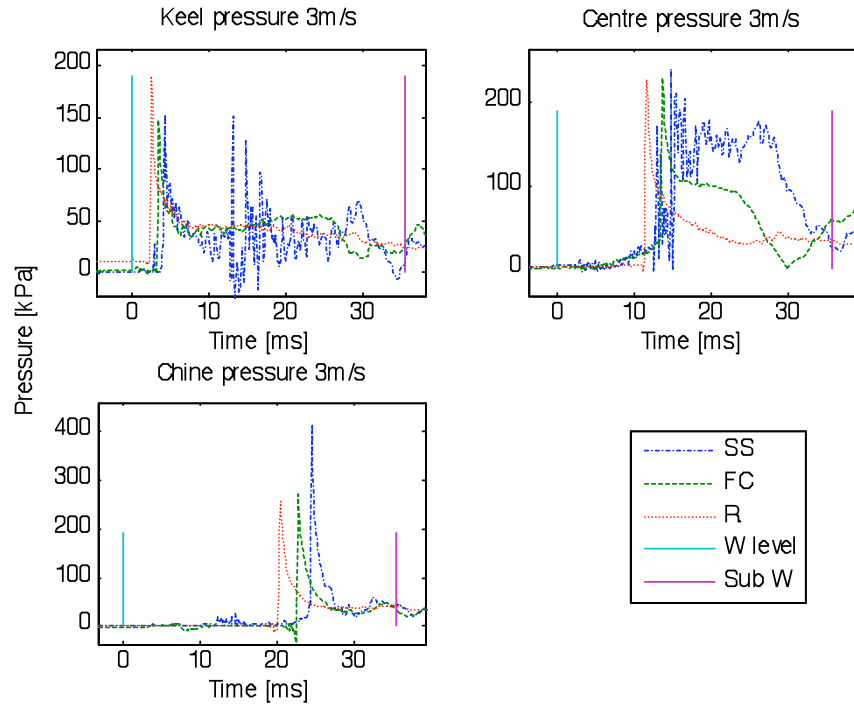 Keel pressure 3m/s
200
150
100
50
0
0 10 20 30
Time [ms]
Centre pressure 3m/s
200
100
0
0 10 20 30
Time [ms]
Pressure [kPa]
Chine pressure 3m/s
400
300
200
100
0
0 10 20 30
Time [ms]
SS
FC
R
W level
Sub W